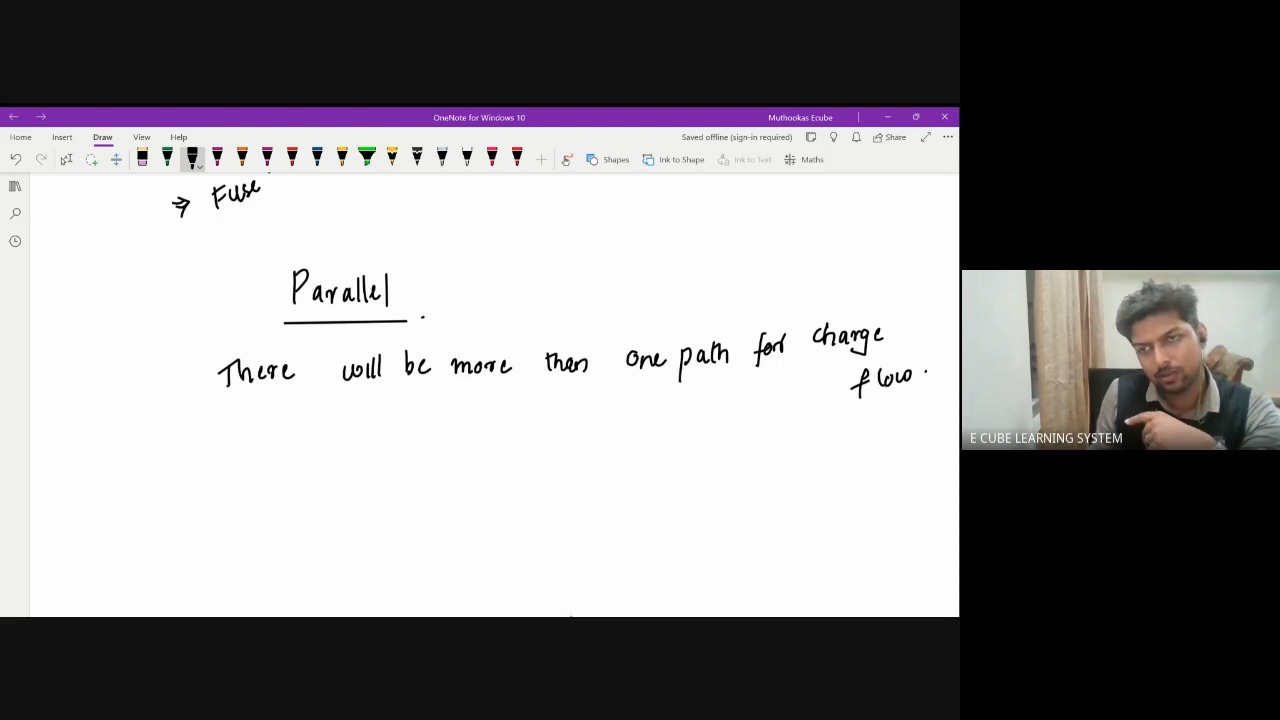 OneNote for Windows 10
Muthookas Ecube
Home Insert Draw View Help
Saved offline (sign-in required)
Share
Shapes
Ink to Shape
Ink to Text
Maths
⇒ Fuse
Parallel
There will be more than one path for charge
flow.
E CUBE LEARNING SYSTEM